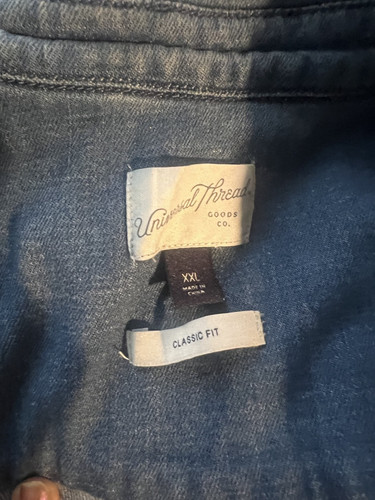 Universal Thread
GOODS
CO.
XXL
MADE IN
CHINA
CLASSIC FIT